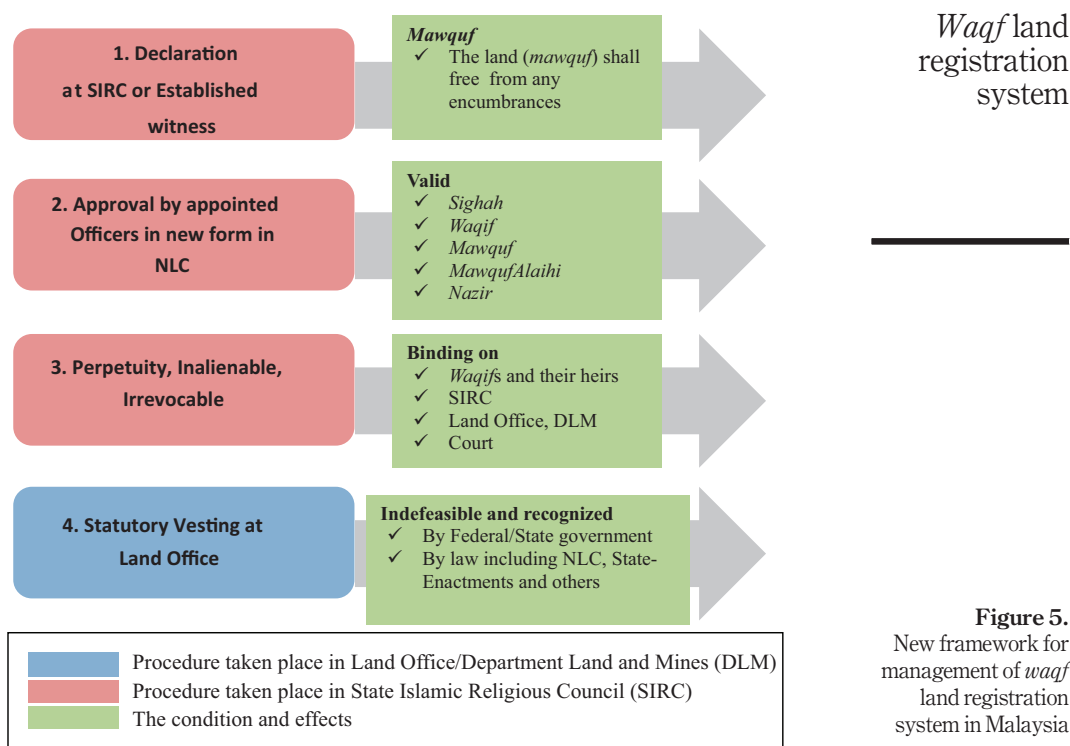 Waqf land
registration
system
1. Declaration
at SIRC or Established
witness
Mawquf
✓ The land (mawquf) shall
free from any
encumbrances
2. Approval by appointed
Officers in new form in
NLC
Valid
✓ Sighah
✓ Waqif
✓ Mawquf
✓ MawqufAlaihi
✓ Nazir
3. Perpetuity, Inalienable,
Irrevocable
Binding on
✓ Waqifs and their heirs
✓ SIRC
✓ Land Office, DLM
✓ Court
4. Statutory Vesting at
Land Office
Indefeasible and recognized
✓ By Federal/State government
✓ By law including NLC, State-
Enactments and others
Procedure taken place in Land Office/Department Land and Mines (DLM)
Procedure taken place in State Islamic Religious Council (SIRC)
The condition and effects
Figure 5.
New framework for
management of waqf
land registration
system in Malaysia